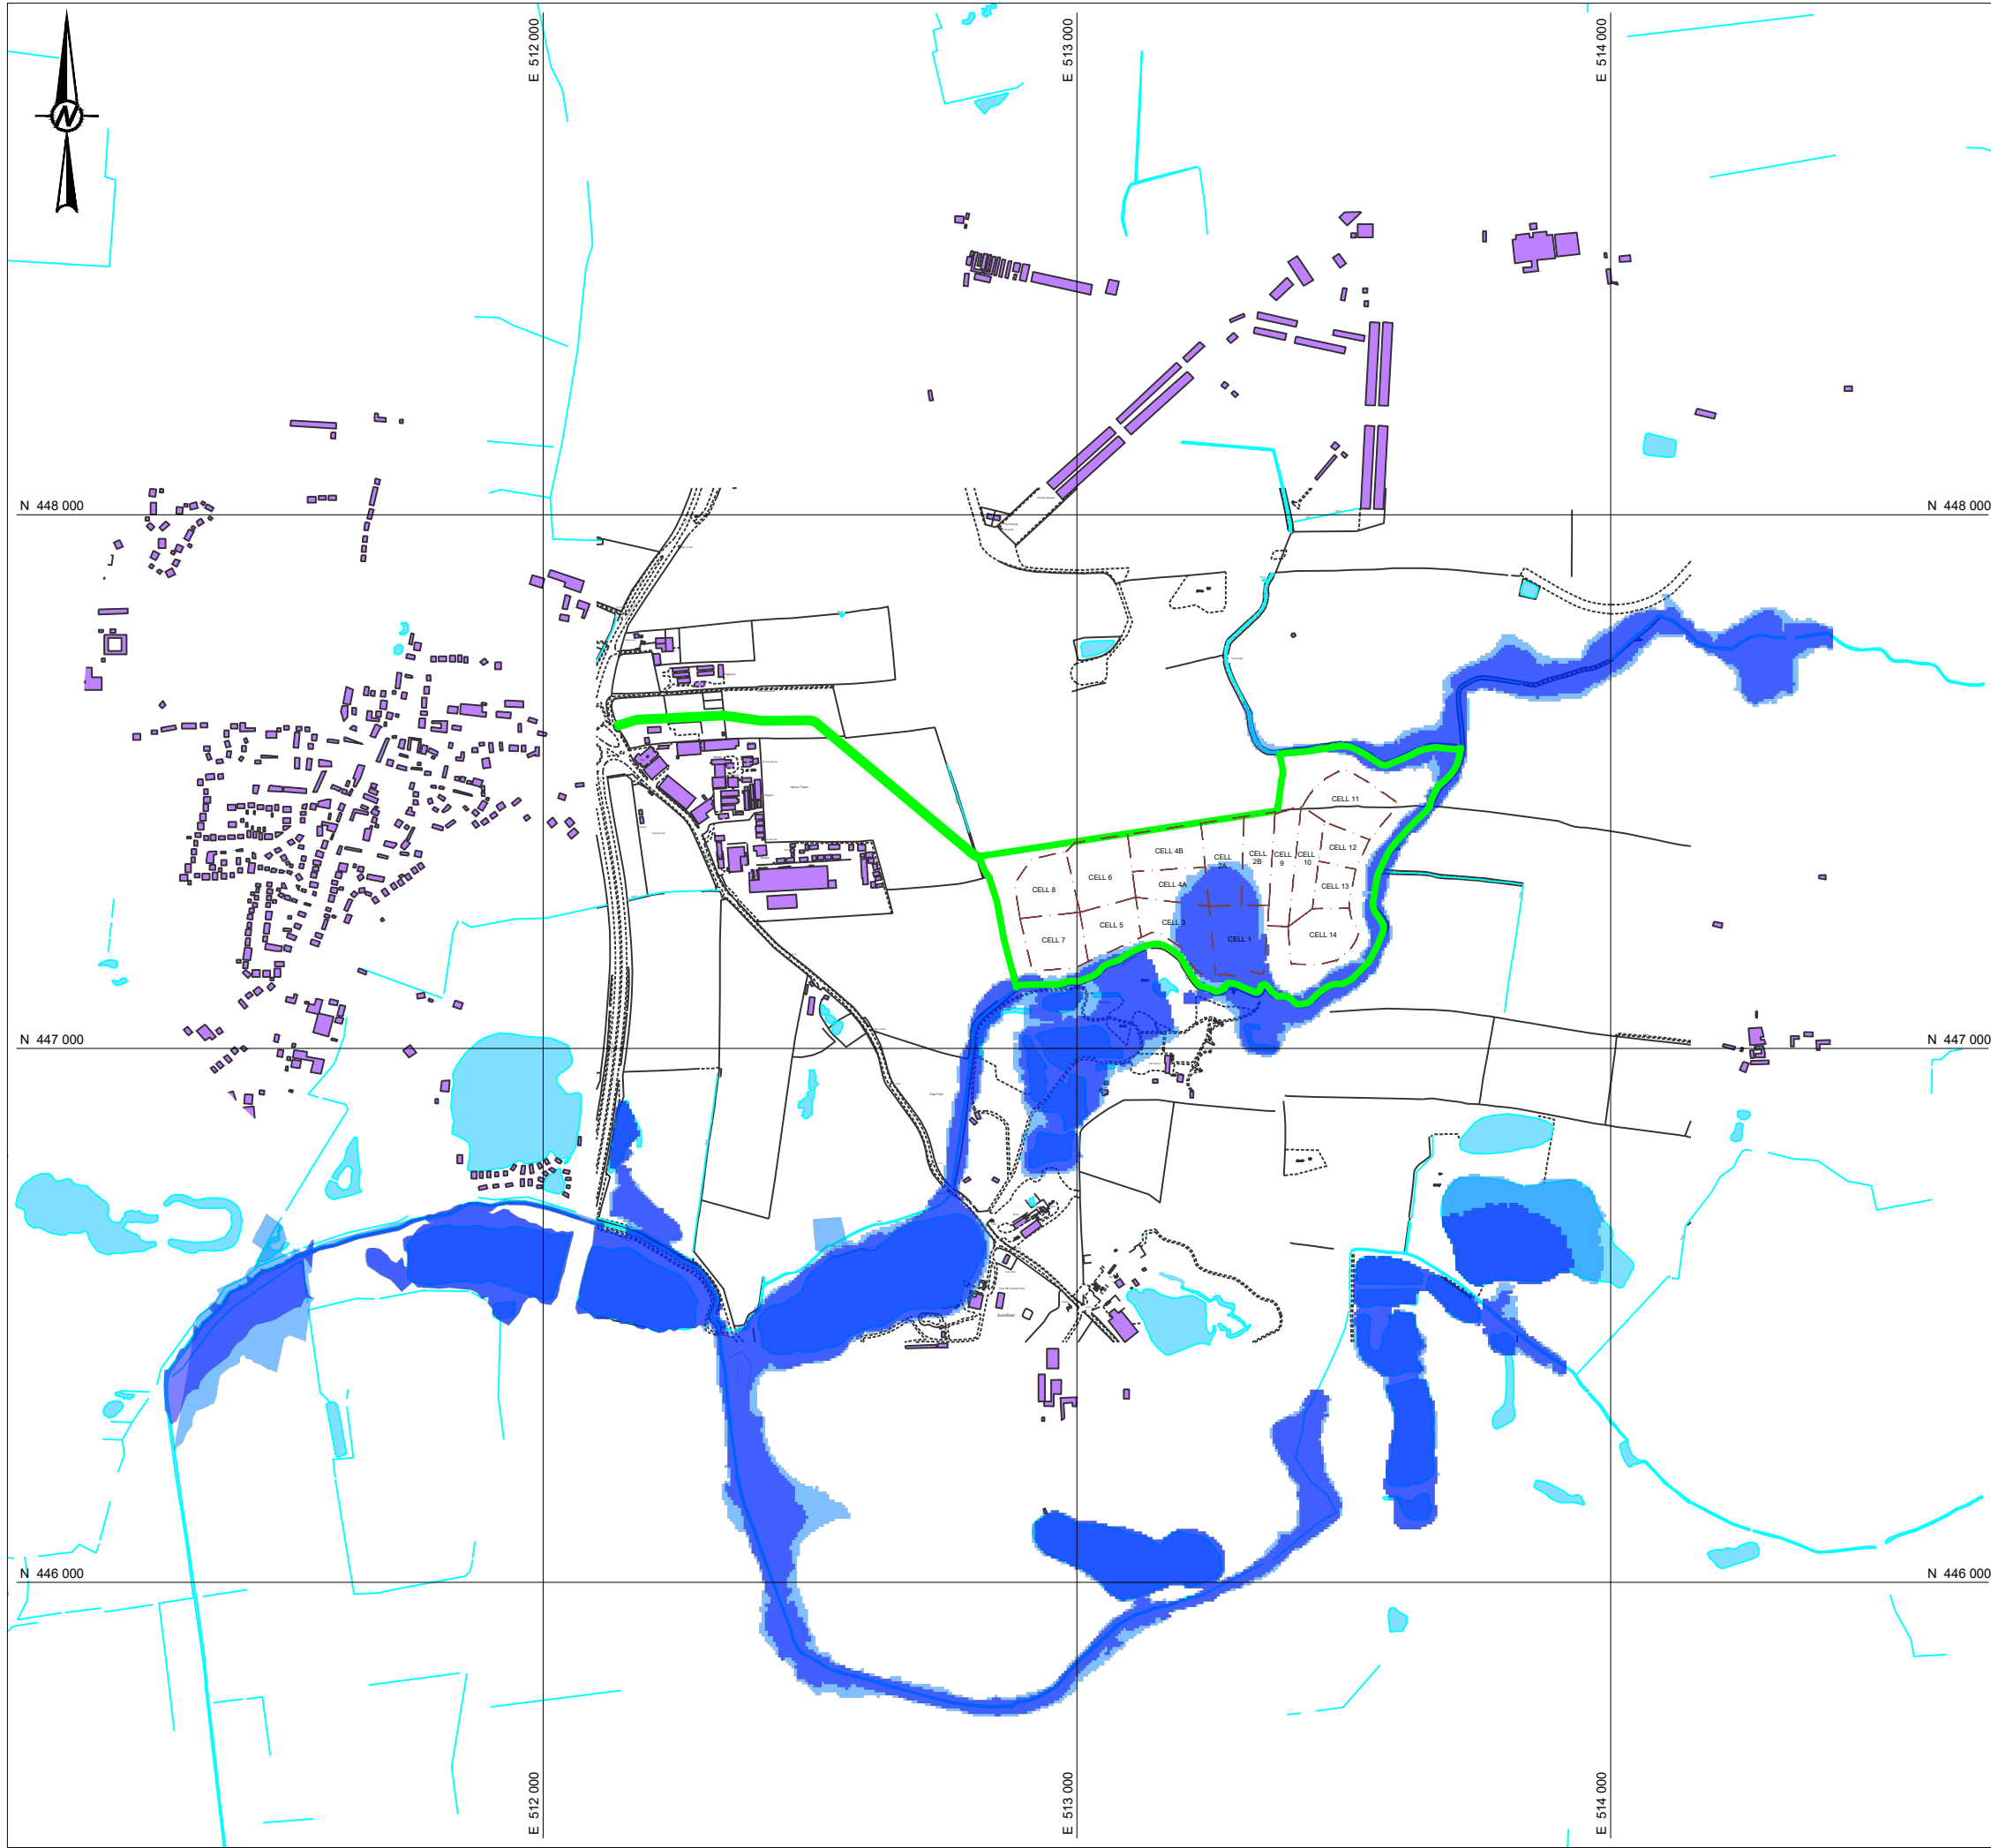 E 512 000
E 513 000
E 514 000
N
N 448 000
N 448 000
CELL 11
CELL 4B
CELL 2A
CELL 2B
CELL 9
CELL 10
CELL 12
CELL 8
CELL 6
CELL 4A
CELL 13
CELL 7
CELL 5
CELL 3
CELL 1
CELL 14
N 447 000
N 447 000
N 446 000
N 446 000
E 512 000
E 513 000
E 514 000